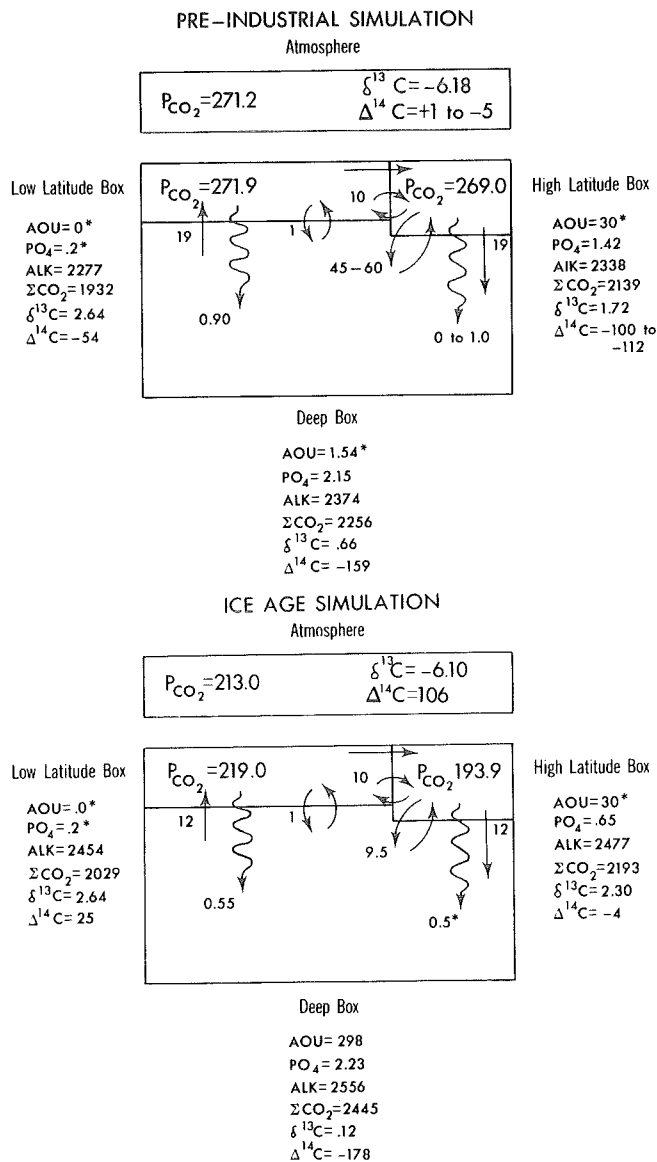 PRE-INDUSTRIAL SIMULATION
Atmosphere
P_CO₂=271.2
δ¹³C=-6.18
Δ¹⁴C=+1 to -5
Low Latitude Box
AOU=0*
PO₄=.2*
ALK=2277
ΣCO₂=1932
δ¹³C=2.64
Δ¹⁴C=-54
P_CO₂=271.9
19
0.90
1
10
45-60
P_CO₂=269.0
19
0 to 1.0
High Latitude Box
AOU=30*
PO₄=1.42
AlK=2338
ΣCO₂=2139
δ¹³C=1.72
Δ¹⁴C=-100 to
-112
Deep Box
AOU=1.54*
PO₄=2.15
ALK=2374
ΣCO₂=2256
δ¹³C= .66
Δ¹⁴C= -159
ICE AGE SIMULATION
Atmosphere
P_CO₂=213.0
δ¹³C=-6.10
Δ¹⁴C=106
Low Latitude Box
AOU=.0*
PO₄=.2*
ALK=2454
ΣCO₂=2029
δ¹³C=2.64
Δ¹⁴C=25
P_CO₂=219.0
12
0.55
1
10
9.5
P_CO₂ 193.9
12
0.5*
High Latitude Box
AOU=30*
PO₄=.65
ALK=2477
ΣCO₂=2193
δ¹³C=2.30
Δ¹⁴C=-4
Deep Box
AOU= 298
PO₄=2.23
ALK=2556
ΣCO₂=2445
δ¹³C=.12
Δ¹⁴C=-178